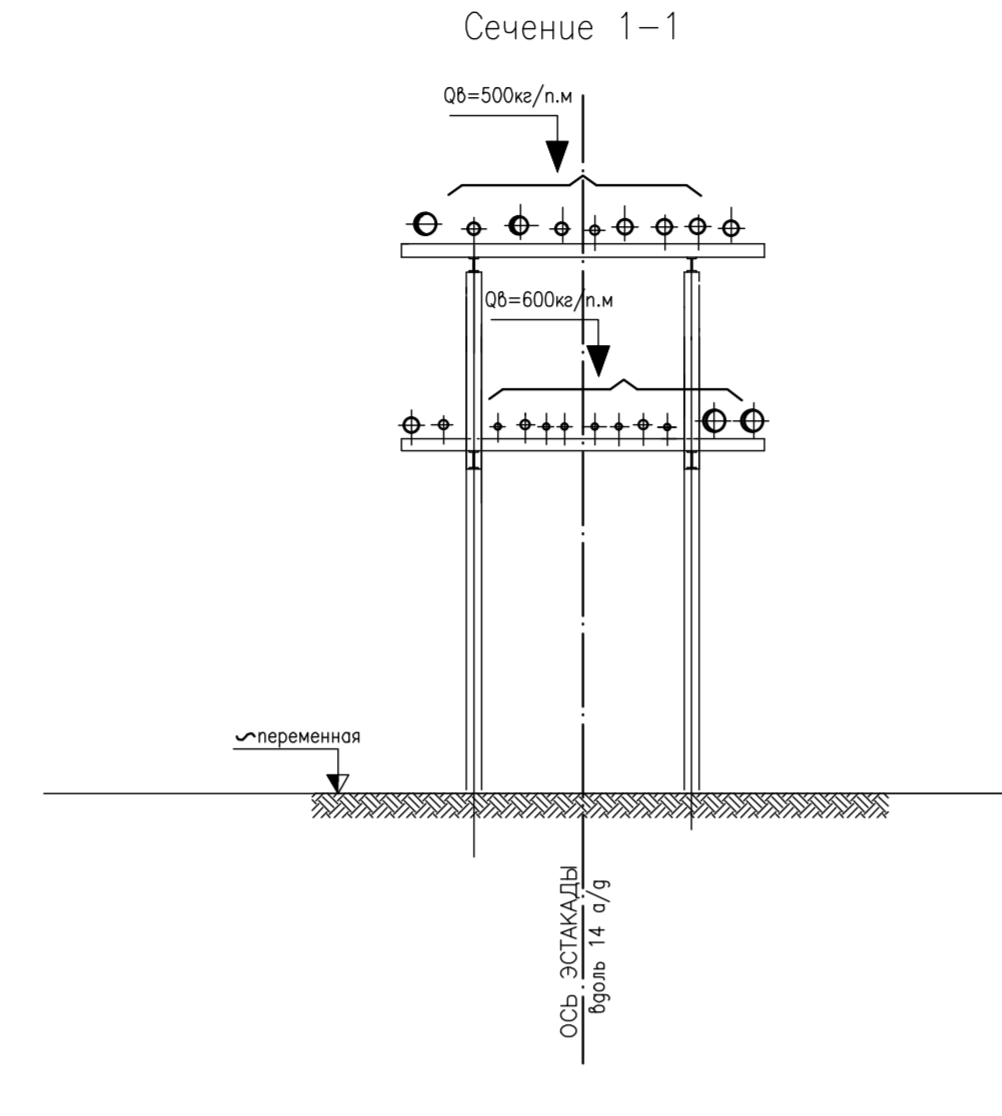 Сечение 1-1
Qв=500кг/п.м
Qв=600кг/п.м
переменная
ОСЬ ЭСТАКАДЫ
вдоль 14 а/д